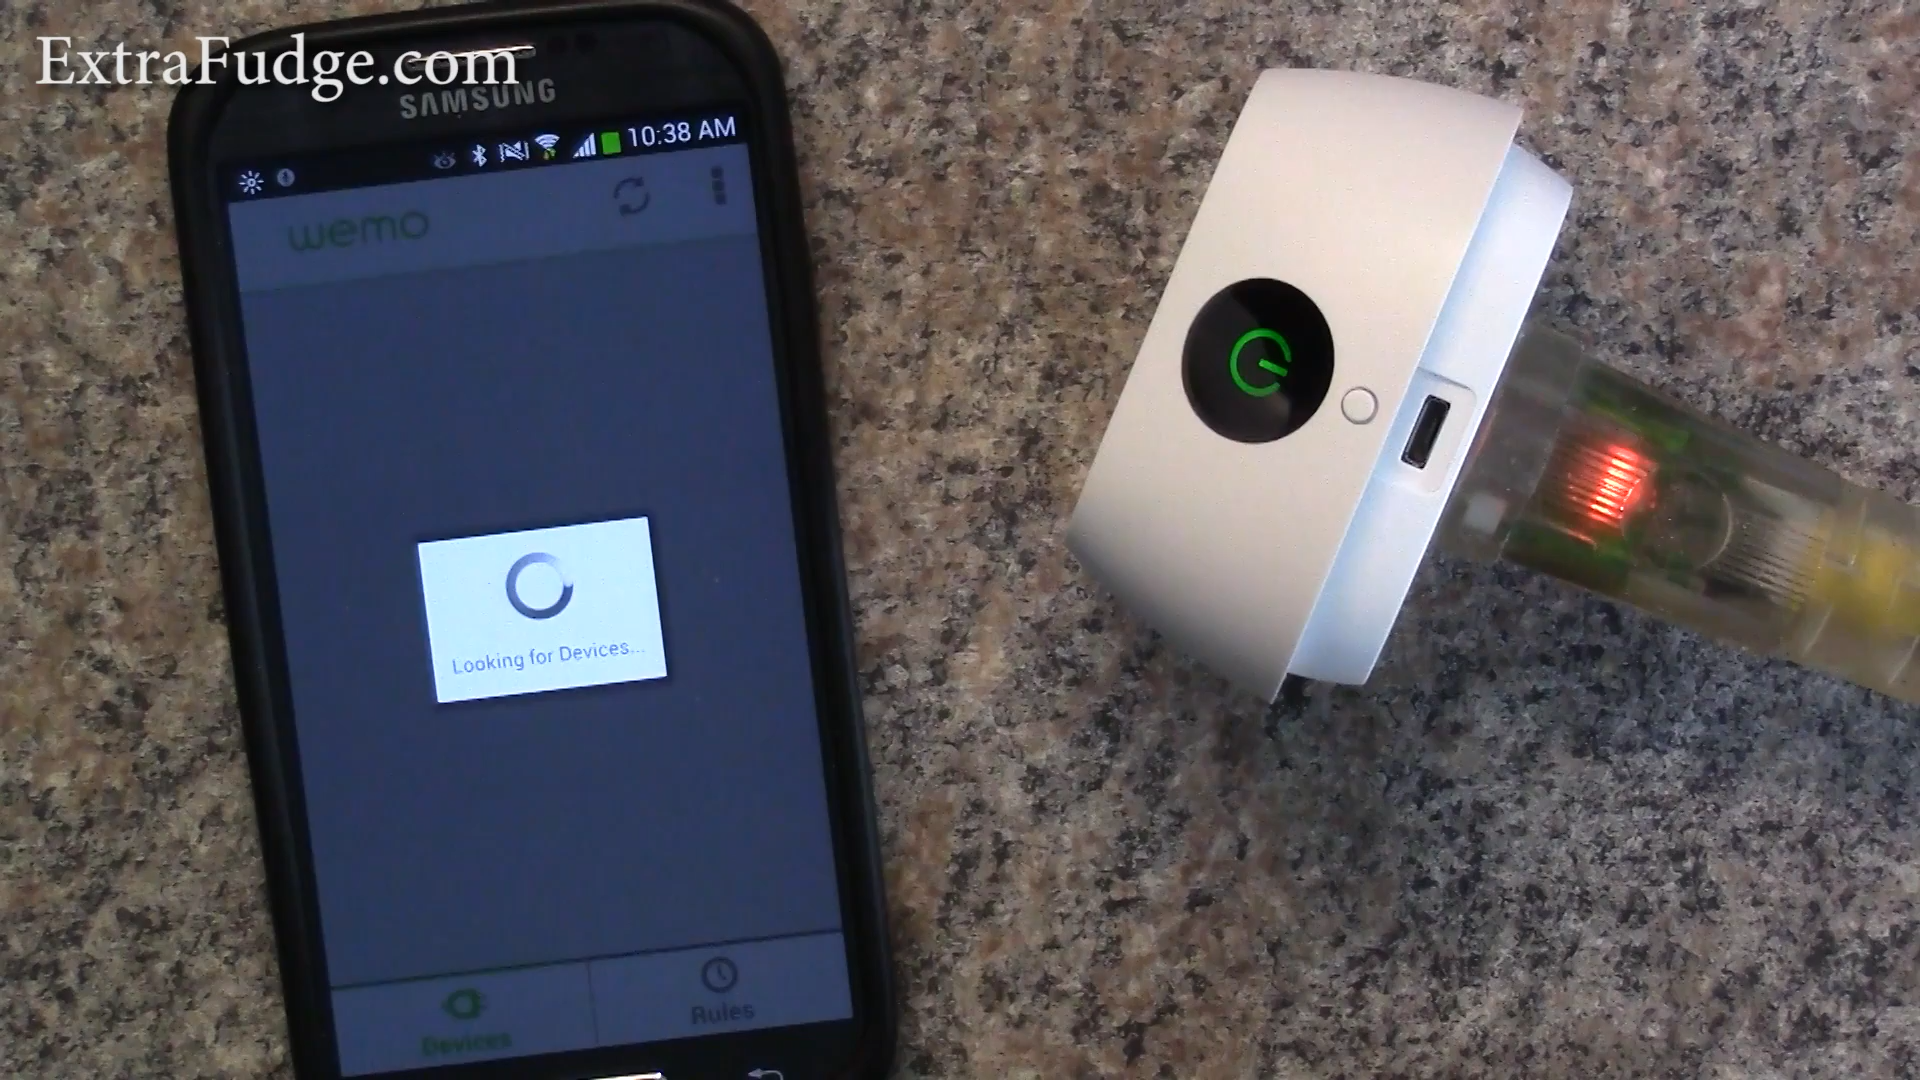 ExtraFudge.com
SAMSUNG
10:38 AM
wemo
Looking for Devices...
Devices
Rules